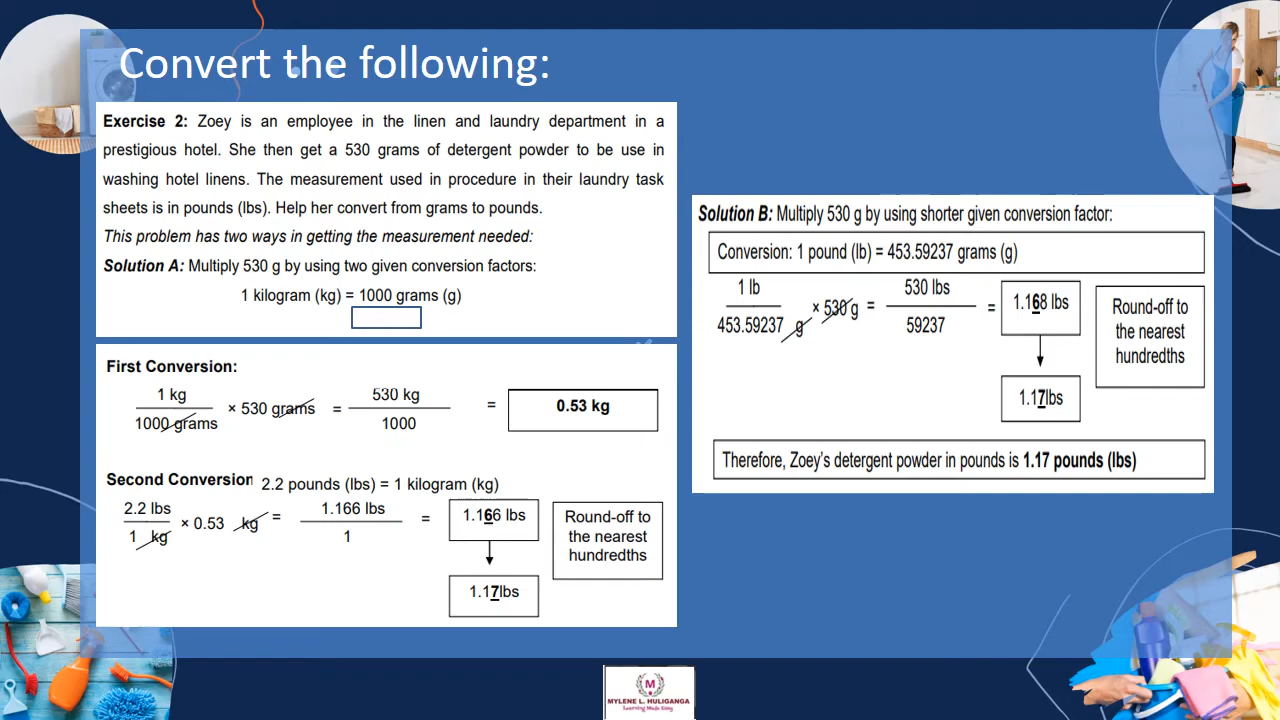 Convert the following:
Exercise 2: Zoey is an employee in the linen and laundry department in a
prestigious hotel. She then get a 530 grams of detergent powder to be use in
washing hotel linens. The measurement used in procedure in their laundry task
sheets is in pounds (lbs). Help her convert from grams to pounds.
This problem has two ways in getting the measurement needed:
Solution A: Multiply 530 g by using two given conversion factors:
1 kilogram (kg) = 1000 grams (g)
First Conversion:
1 kg
1000 grams
× 530 grams =
530 kg
1000
=
0.53 kg
Second Conversion
2.2 pounds (lbs) = 1 kilogram (kg)
2.2 lbs
1 kg
× 0.53 kg =
1.166 lbs
1
=
1.166 lbs
1.17lbs
Round-off to
the nearest
hundredths
Solution B: Multiply 530 g by using shorter given conversion factor:
Conversion: 1 pound (lb) = 453.59237 grams (g)
1 lb
453.59237 g
× 530 g =
530 lbs
59237
=
1.168 lbs
1.17lbs
Round-off to
the nearest
hundredths
Therefore, Zoey's detergent powder in pounds is 1.17 pounds (lbs)
M
MYLENE L. HULIGANGA
Learning Made Easy